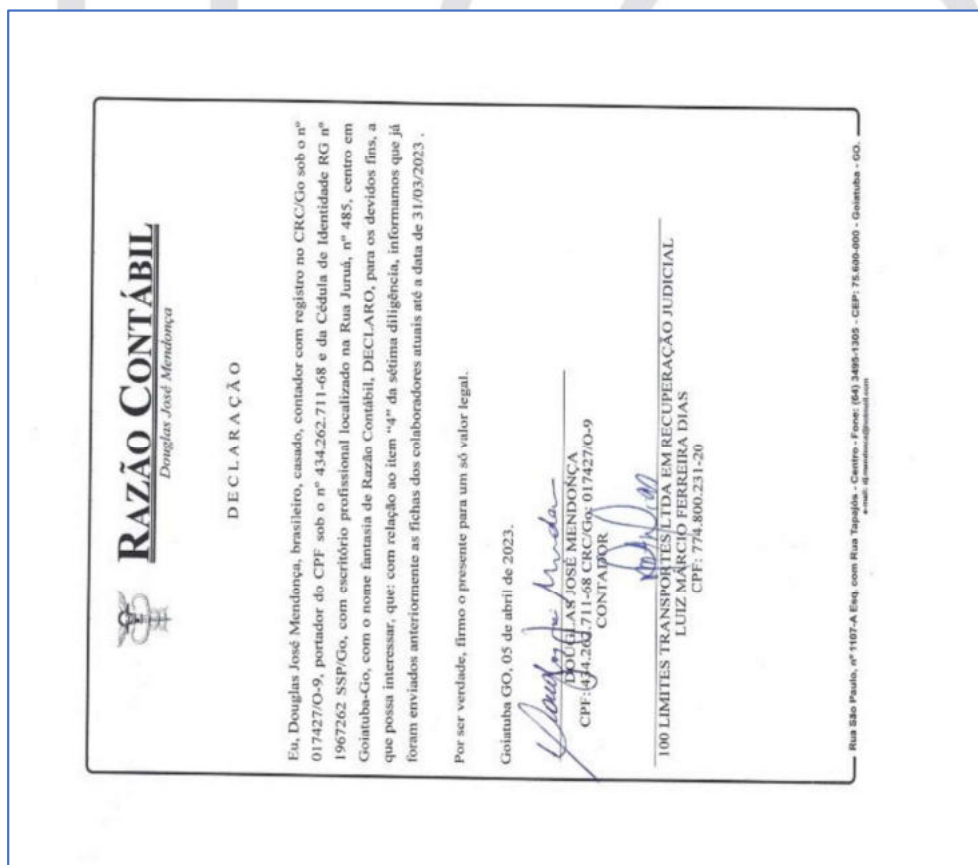 RAZÃO CONTÁBIL
Douglas José Mendonça
DECLARAÇÃO
Eu, Douglas José Mendonça, brasileiro, casado, contador com registro no CRC/Go sob o nº
017427/O-9, portador do CPF sob o nº 434.262.711-68 e da Cédula de Identidade RG nº
1967262 SSP/Go, com escritório profissional localizado na Rua Juruá, nº 485, centro em
Goiatuba-Go, com o nome fantasia de Razão Contábil, DECLARO, para os devidos fins, a
que possa interessar, que: com relação ao item "4" da sétima diligência, informamos que já
foram enviados anteriormente as fichas dos colaboradores atuais até a data de 31/03/2023 .
Por ser verdade, firmo o presente para um só valor legal.
Goiatuba GO, 05 de abril de 2023.
DOUGLAS JOSÉ MENDONÇA
CPF: 434.262.711-68 CRC/Go: 017427/O-9
CONTADOR
100 LIMITES TRANSPORTES LTDA EM RECUPERAÇÃO JUDICIAL
LUIZ MÁRCIO FERREIRA DIAS
CPF: 774.800.231-20
Rua São Paulo, nº 1107-A Esq. com Rua Tapajós - Centro - Fone: (64) 3495-1305 - CEP: 75.600-000 - Goiatuba - GO.